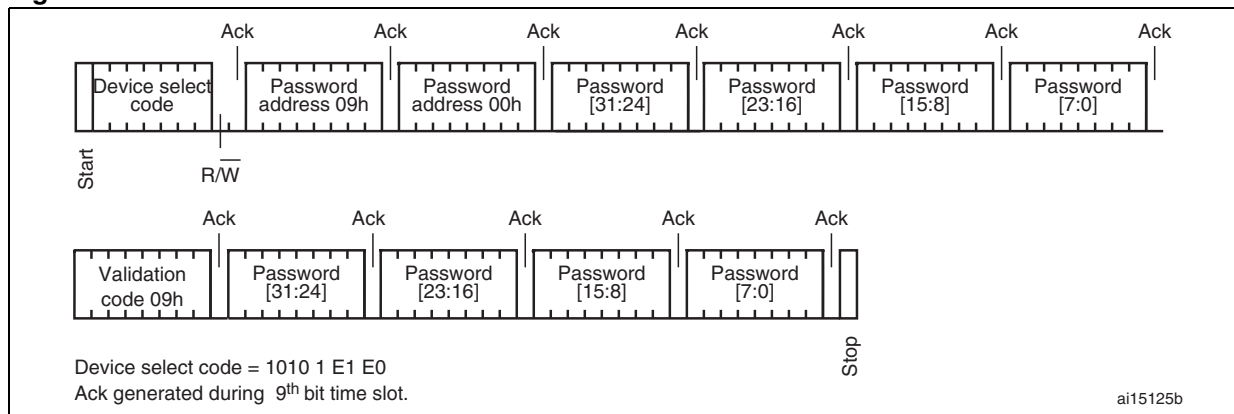 Ack Ack Ack Ack Ack Ack Ack
Device select code
Password address 09h
Password address 00h
Password [31:24]
Password [23:16]
Password [15:8]
Password [7:0]
Start
R/W̅
Ack Ack Ack Ack Ack
Validation code 09h
Password [31:24]
Password [23:16]
Password [15:8]
Password [7:0]
Stop
Device select code = 1010 1 E1 E0
Ack generated during 9th bit time slot.
ai15125b